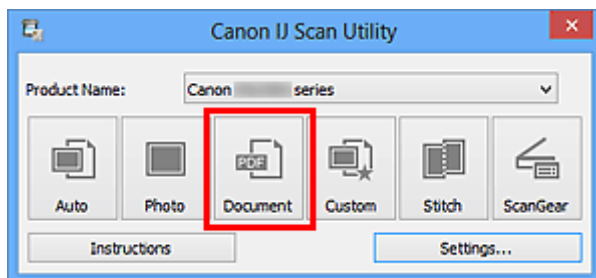 Canon IJ Scan Utility
Product Name: Canon series
PDF
Auto Photo Document Custom Stitch ScanGear
Instructions Settings...